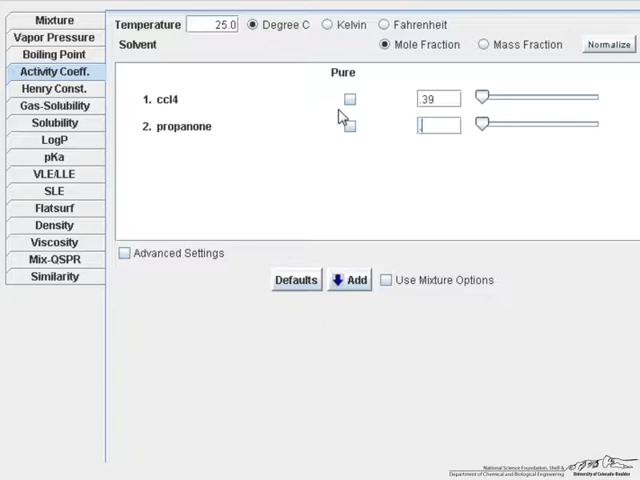 Mixture
Vapor Pressure
Boiling Point
Activity Coeff.
Henry Const.
Gas-Solubility
Solubility
LogP
pKa
VLE/LLE
SLE
Flatsurf
Density
Viscosity
Mix-QSPR
Similarity
Temperature 25.0 Degree C Kelvin Fahrenheit
Solvent Mole Fraction Mass Fraction Normalize
Pure
1. ccl4 .39
2. propanone .
Advanced Settings
Defaults Add Use Mixture Options
National Science Foundation, Shell &
Department of Chemical and Biological Engineering
University of Colorado Boulder